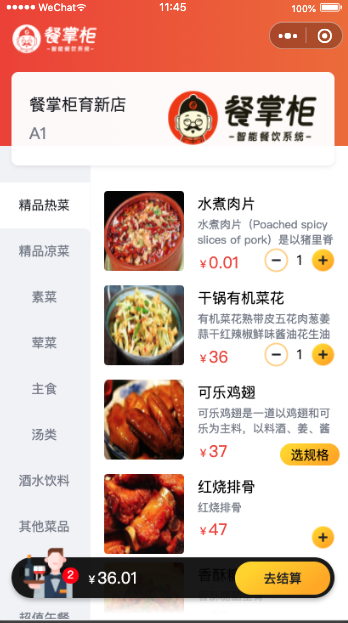 WeChat
11:45
100%
餐掌柜
-智能餐饮系统-
餐掌柜育新店
A1
餐掌柜
-智能餐饮系统-
精品热菜
精品凉菜
素菜
荤菜
主食
汤类
酒水饮料
其他菜品
超值午餐
水煮肉片
水煮肉片（Poached spicy
slices of pork）是以猪里脊
¥0.01
1
干锅有机菜花
有机菜花熟带皮五花肉葱姜
蒜干红辣椒鲜味酱油花生油
¥36
1
可乐鸡翅
可乐鸡翅是一道以鸡翅和可
乐为主料，以料酒、姜、酱
¥37
选规格
红烧排骨
红烧排骨
¥47
香酥
2
¥36.01
去结算